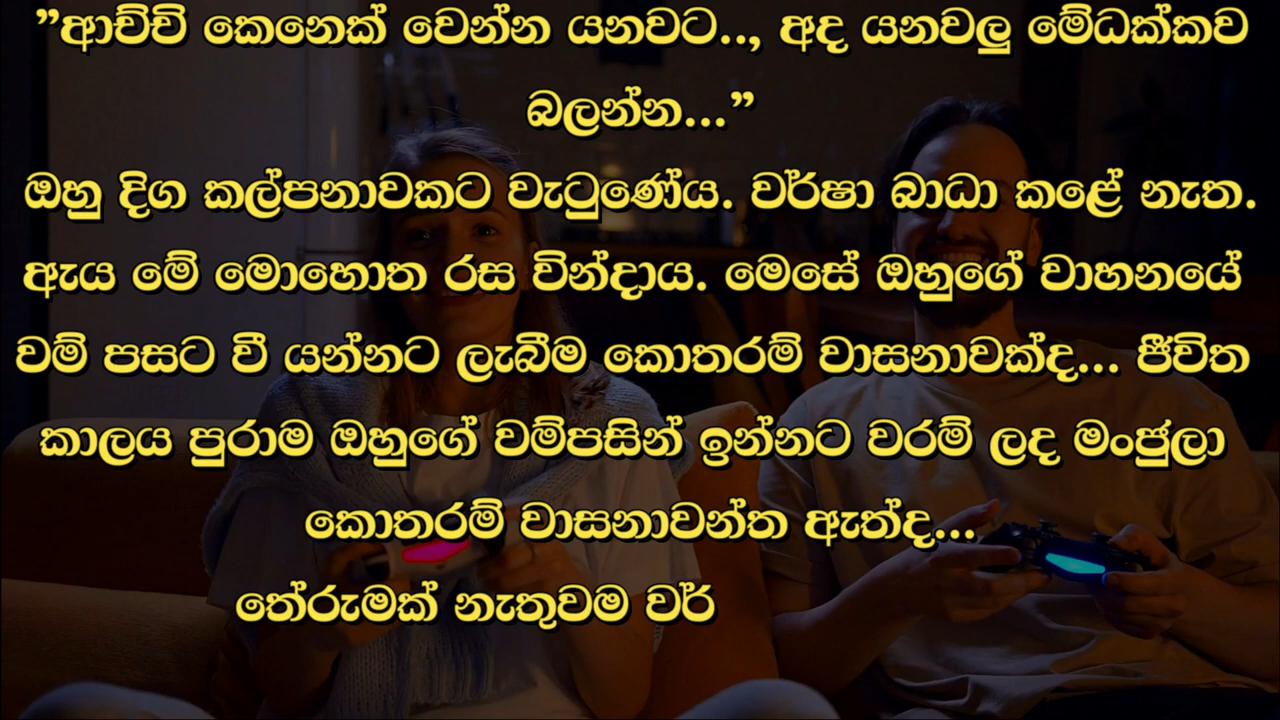 ”ආච්චි කෙනෙක් වෙන්න යනවට.., අද යනවලු මේධක්කව
බලන්න...”
ඔහු දිග කල්පනාවකට වැටුණේය. වර්ෂා බාධා කළේ නැත.
ඇය මේ මොහොත රස වින්දාය. මෙසේ ඔහුගේ වාහනයේ
වම් පසට වී යන්නට ලැබීම කොතරම් වාසනාවක්ද... ජීවිත
කාලය පුරාම ඔහුගේ වම්පසින් ඉන්නට වරම් ලද මංජුලා
කොතරම් වාසනාවන්ත ඇත්ද...
තේරුමක් නැතුවම වර්